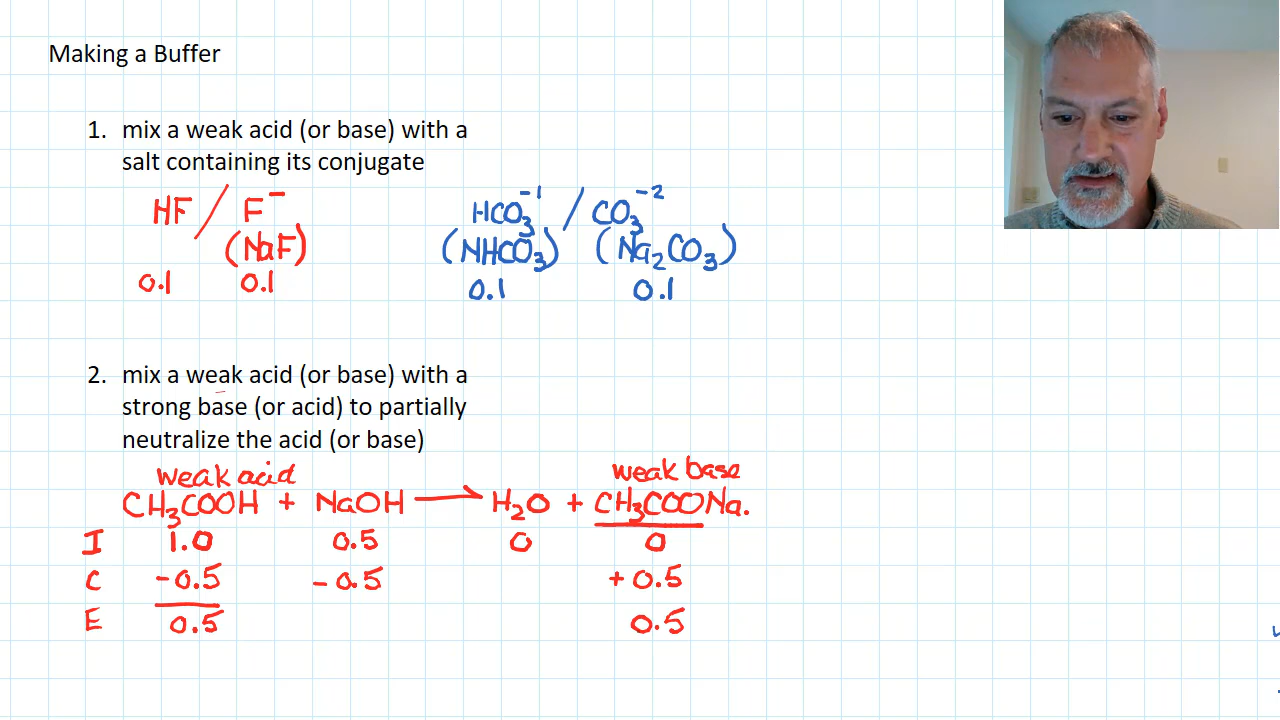 Making a Buffer
1. mix a weak acid (or base) with a
salt containing its conjugate
HF / F⁻
(NaF)
0.1 0.1
HCO₃⁻¹ / CO₃⁻²
(NHCO₃) (Na₂CO₃)
0.1 0.1
2. mix a weak acid (or base) with a
strong base (or acid) to partially
neutralize the acid (or base)
weak acid weak base
CH₃COOH + NaOH → H₂O + CH₃COONa.
I 1.0 0.5 0 0
C -0.5 -0.5 +0.5
E 0.5 0.5